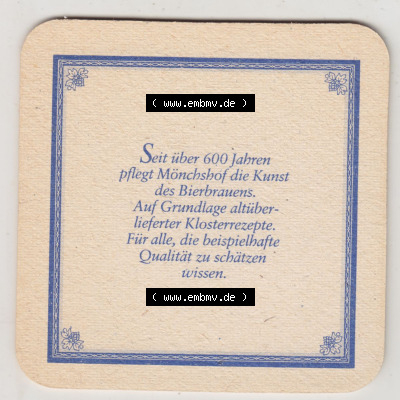 ( www.embmv.de )
Seit über 600 Jahren
pflegt Mönchshof die Kunst
des Bierbrauens.
Auf Grundlage altüber-
lieferter Klosterrezepte.
Für alle, die beispielhafte
Qualität zu schätzen
wissen.
( www.embmv.de )